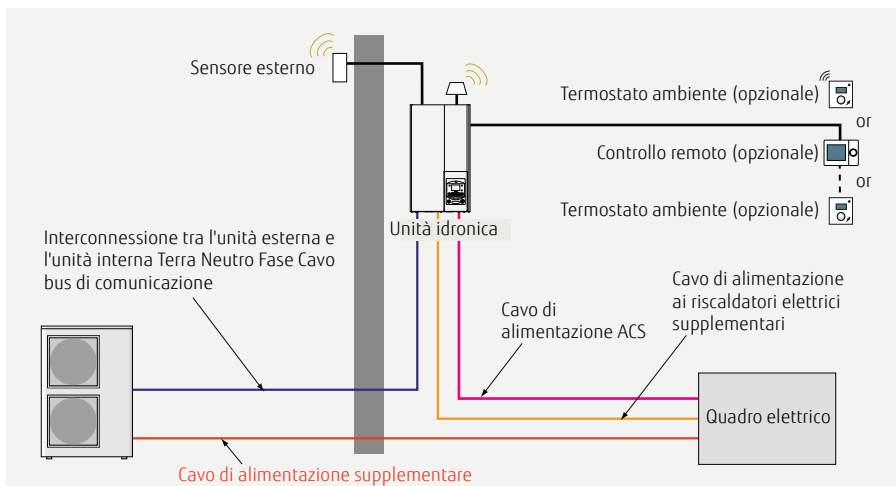 Sensore esterno
Termostato ambiente (opzionale)
or
Controllo remoto (opzionale)
or
Termostato ambiente (opzionale)
Unità idronica
Interconnessione tra l'unità esterna e
l'unità interna Terra Neutro Fase Cavo
bus di comunicazione
Cavo di alimentazione
ai riscaldatori elettrici
supplementari
Cavo di
alimentazione ACS
Quadro elettrico
Cavo di alimentazione supplementare